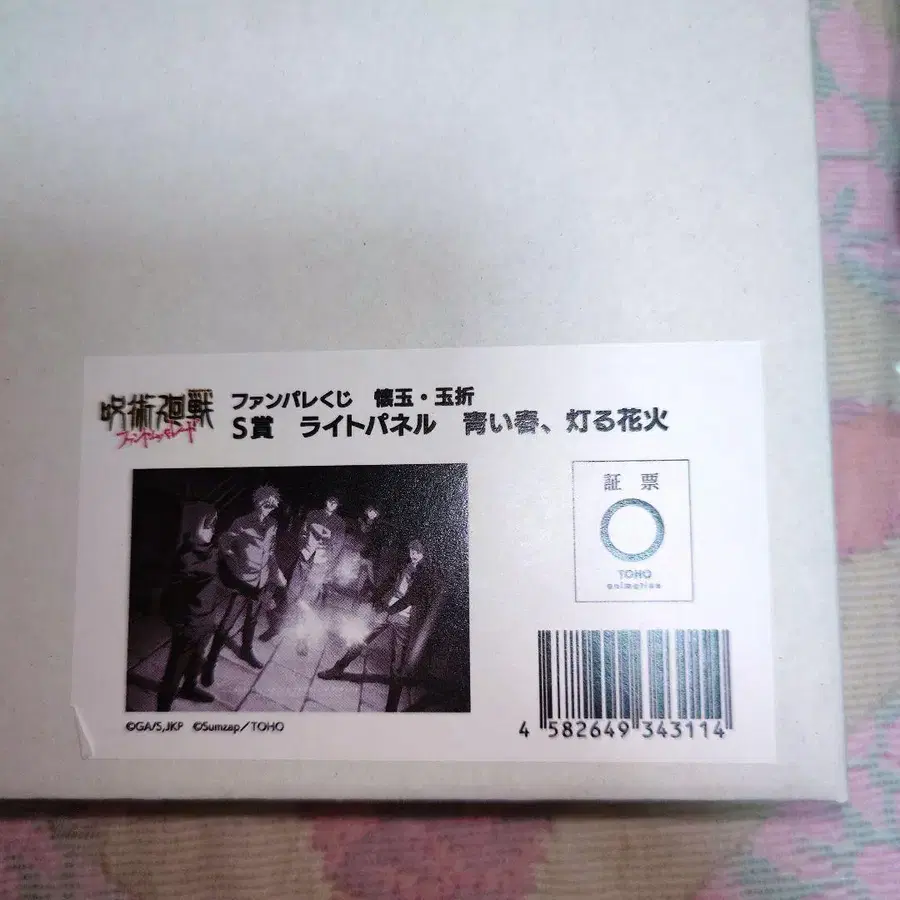 呪術廻戦
ファントムパレード
ファンパレくじ 懐玉・玉折
S賞 ライトパネル 青い春、灯る花火
証票
TOHO
animation
©GA/S,JKP ©Sumzap/TOHO
4 582649 343114